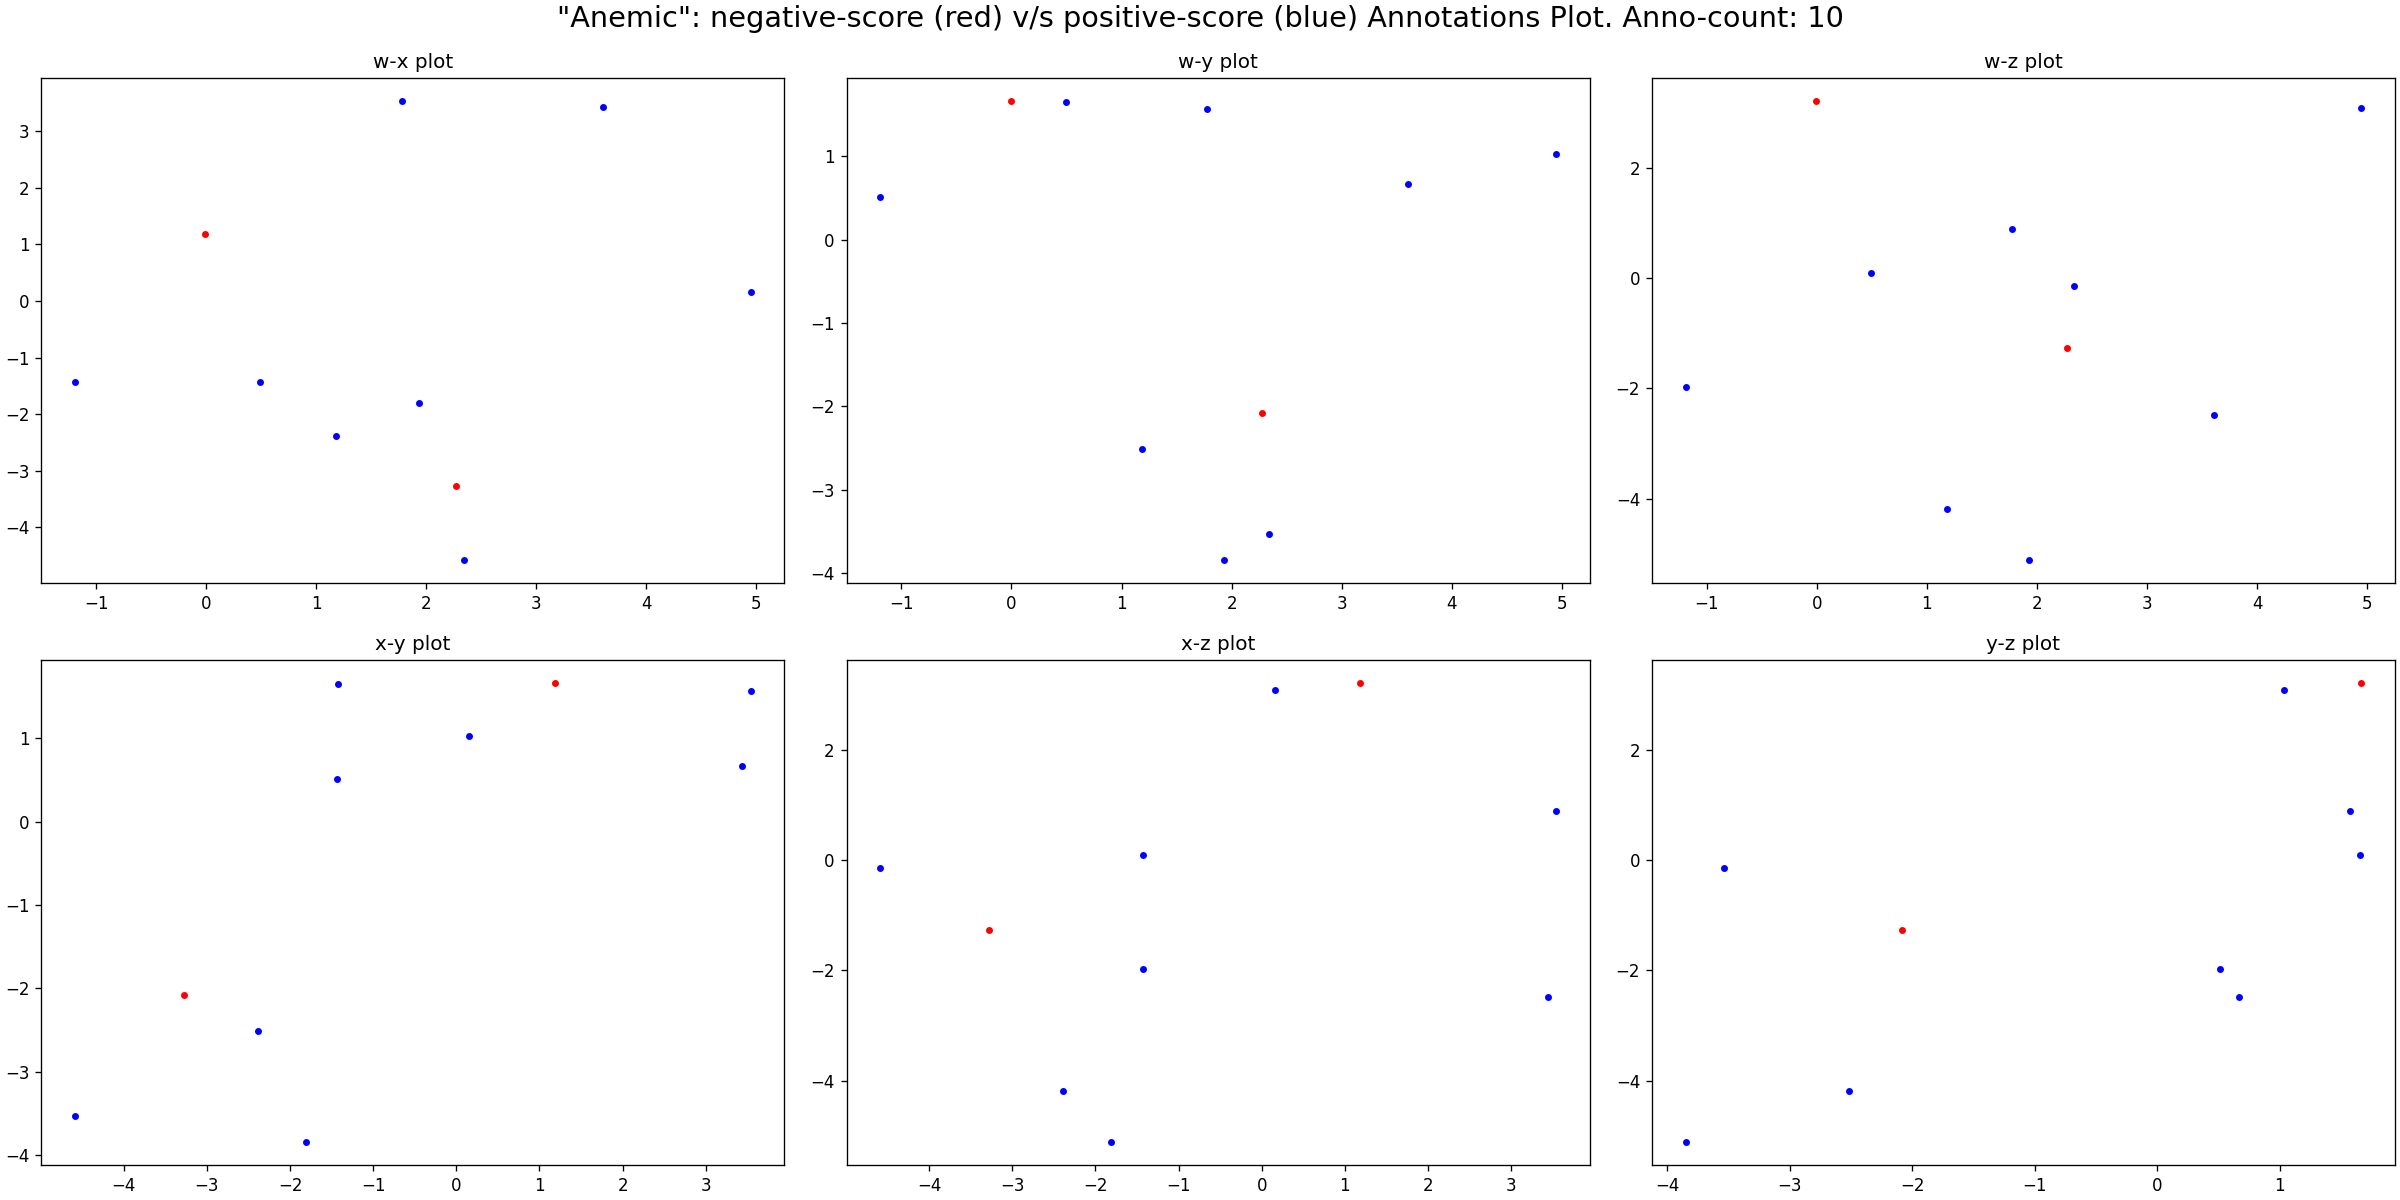 "Anemic": negative-score (red) v/s positive-score (blue) Annotations Plot. Anno-count: 10
w-x plot
w-y plot
w-z plot
3
2
1
0
−1
−2
−3
−4
−1 0 1 2 3 4 5
1
0
−1
−2
−3
−4
−1 0 1 2 3 4 5
2
0
−2
−4
−1 0 1 2 3 4 5
x-y plot
x-z plot
y-z plot
1
0
−1
−2
−3
−4
−4 −3 −2 −1 0 1 2 3
2
0
−2
−4
−4 −3 −2 −1 0 1 2 3
2
0
−2
−4
−4 −3 −2 −1 0 1